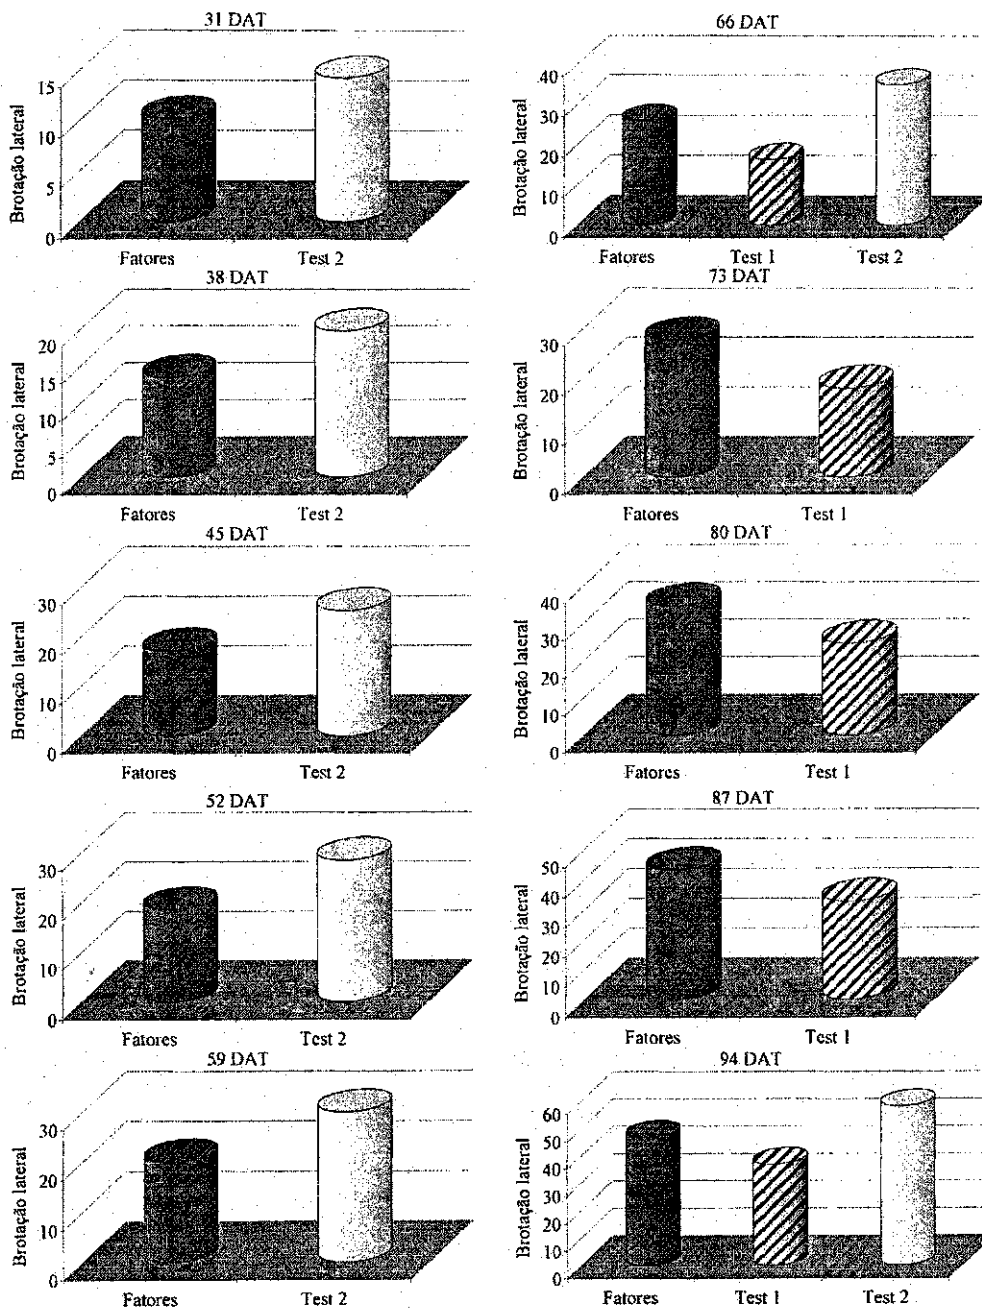 31 DAT
Brotação lateral
15
10
5
0
Fatores Test 2
38 DAT
Brotação lateral
20
15
10
5
0
Fatores Test 2
45 DAT
Brotação lateral
30
20
10
0
Fatores Test 2
52 DAT
Brotação lateral
30
20
10
0
Fatores Test 2
59 DAT
Brotação lateral
30
20
10
0
Fatores Test 2
66 DAT
Brotação lateral
40
30
20
10
0
Fatores Test 1 Test 2
73 DAT
Brotação lateral
30
20
10
0
Fatores Test 1
80 DAT
Brotação lateral
40
30
20
10
0
Fatores Test 1
87 DAT
Brotação lateral
50
40
30
20
10
0
Fatores Test 1
94 DAT
Brotação lateral
60
50
40
30
20
10
0
Fatores Test 1 Test 2